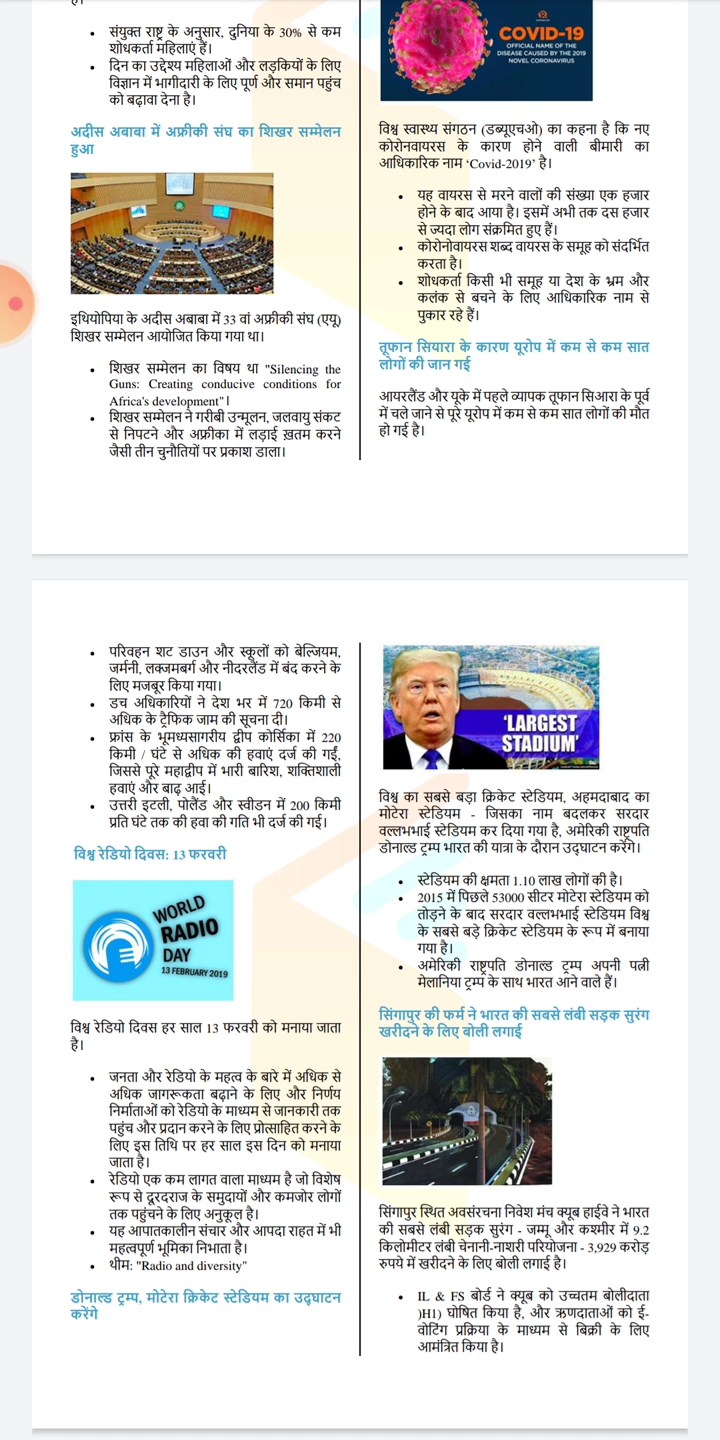 संयुक्त राष्ट्र के अनुसार, दुनिया के 30% से कम
शोधकर्ता महिलाएं हैं।
दिन का उद्देश्य महिलाओं और लड़कियों के लिए
विज्ञान में भागीदारी के लिए पूर्ण और समान पहुंच
को बढ़ावा देना है।
अदीस अबाबा में अफ्रीकी संघ का शिखर सम्मेलन
हुआ
इथियोपिया के अदीस अबाबा में 33 वां अफ्रीकी संघ (एयू)
शिखर सम्मेलन आयोजित किया गया था।
शिखर सम्मेलन का विषय था "Silencing the
Guns: Creating conducive conditions for
Africa's development"।
शिखर सम्मेलन ने गरीबी उन्मूलन, जलवायु संकट
से निपटने और अफ्रीका में लड़ाई ख़तम करने
जैसी तीन चुनौतियों पर प्रकाश डाला।
COVID-19
OFFICIAL NAME OF THE
DISEASE CAUSED BY THE 2019
NOVEL CORONAVIRUS
विश्व स्वास्थ्य संगठन (डब्यूएचओ) का कहना है कि नए
कोरोनवायरस के कारण होने वाली बीमारी का
आधिकारिक नाम ‘Covid-2019’ है।
यह वायरस से मरने वालों की संख्या एक हजार
होने के बाद आया है। इसमें अभी तक दस हजार
से ज्यदा लोग संक्रमित हुए हैं।
कोरोनोवायरस शब्द वायरस के समूह को संदर्भित
करता है।
शोधकर्ता किसी भी समूह या देश के भ्रम और
कलंक से बचने के लिए आधिकारिक नाम से
पुकार रहे हैं।
तूफान सियारा के कारण यूरोप में कम से कम सात
लोगों की जान गई
आयरलैंड और यूके में पहले व्यापक तूफान सिआरा के पूर्व
में चले जाने से पूरे यूरोप में कम से कम सात लोगों की मौत
हो गई है।
परिवहन शट डाउन और स्कूलों को बेल्जियम,
जर्मनी, लक्जमबर्ग और नीदरलैंड में बंद करने के
लिए मजबूर किया गया।
डच अधिकारियों ने देश भर में 720 किमी से
अधिक के ट्रैफिक जाम की सूचना दी।
फ्रांस के भूमध्यसागरीय द्वीप कोर्सिका में 220
किमी / घंटे से अधिक की हवाएं दर्ज की गईं,
जिससे पूरे महाद्वीप में भारी बारिश, शक्तिशाली
हवाएं और बाढ़ आई।
उत्तरी इटली, पोलैंड और स्वीडन में 200 किमी
प्रति घंटे तक की हवा की गति भी दर्ज की गई।
विश्व रेडियो दिवस: 13 फरवरी
WORLD
RADIO
DAY
13 FEBRUARY 2019
विश्व रेडियो दिवस हर साल 13 फरवरी को मनाया जाता
है।
जनता और रेडियो के महत्व के बारे में अधिक से
अधिक जागरूकता बढ़ाने के लिए और निर्णय
निर्माताओं को रेडियो के माध्यम से जानकारी तक
पहुंच और प्रदान करने के लिए प्रोत्साहित करने के
लिए इस तिथि पर हर साल इस दिन को मनाया
जाता है।
रेडियो एक कम लागत वाला माध्यम है जो विशेष
रूप से दूरदराज के समुदायों और कमजोर लोगों
तक पहुंचने के लिए अनुकूल है।
यह आपातकालीन संचार और आपदा राहत में भी
महत्वपूर्ण भूमिका निभाता है।
थीम: "Radio and diversity"
डोनाल्ड ट्रम्प, मोटेरा क्रिकेट स्टेडियम का उद्घाटन
करेंगे
‘LARGEST
STADIUM’
विश्व का सबसे बड़ा क्रिकेट स्टेडियम, अहमदाबाद का
मोटेरा स्टेडियम - जिसका नाम बदलकर सरदार
वल्लभभाई स्टेडियम कर दिया गया है, अमेरिकी राष्ट्रपति
डोनाल्ड ट्रम्प भारत की यात्रा के दौरान उद्घाटन करेंगे।
स्टेडियम की क्षमता 1.10 लाख लोगों की है।
2015 में पिछले 53000 सीटर मोटेरा स्टेडियम को
तोड़ने के बाद सरदार वल्लभभाई स्टेडियम विश्व
के सबसे बड़े क्रिकेट स्टेडियम के रूप में बनाया
गया है।
अमेरिकी राष्ट्रपति डोनाल्ड ट्रम्प अपनी पत्नी
मेलानिया ट्रम्प के साथ भारत आने वाले हैं।
सिंगापुर की फर्म ने भारत की सबसे लंबी सड़क सुरंग
खरीदने के लिए बोली लगाई
सिंगापुर स्थित अवसंरचना निवेश मंच क्यूब हाईवे ने भारत
की सबसे लंबी सड़क सुरंग - जम्मू और कश्मीर में 9.2
किलोमीटर लंबी चेनानी-नाशरी परियोजना - 3,929 करोड़
रुपये में खरीदने के लिए बोली लगाई है।
IL & FS बोर्ड ने क्यूब को उच्चतम बोलीदाता
)H1) घोषित किया है, और ऋणदाताओं को ई-
वोटिंग प्रक्रिया के माध्यम से बिक्री के लिए
आमंत्रित किया है।